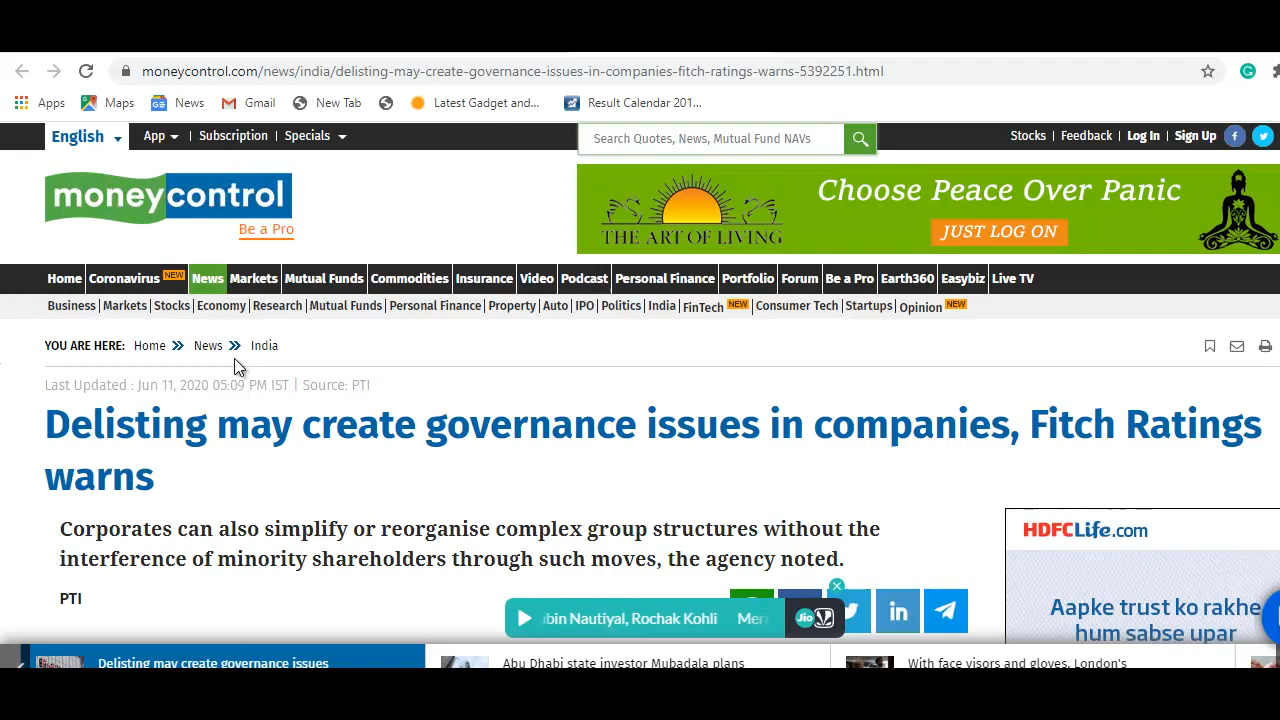 moneycontrol.com/news/india/delisting-may-create-governance-issues-in-companies-fitch-ratings-warns-5392251.html
Apps Maps News Gmail New Tab Latest Gadget and... Result Calendar 201...
English App | Subscription | Specials Search Quotes, News, Mutual Fund NAVs Stocks | Feedback | Log In | Sign Up
moneycontrol
Be a Pro
THE ART OF LIVING
Choose Peace Over Panic
JUST LOG ON
Home Coronavirus NEW News Markets Mutual Funds Commodities Insurance Video Podcast Personal Finance Portfolio Forum Be a Pro Earth360 Easybiz Live TV
Business | Markets | Stocks | Economy | Research | Mutual Funds | Personal Finance | Property | Auto | IPO | Politics | India | FinTech NEW | Consumer Tech | Startups | Opinion NEW
YOU ARE HERE: Home » News » India
Last Updated : Jun 11, 2020 05:09 PM IST | Source: PTI
Delisting may create governance issues in companies, Fitch Ratings
warns
Corporates can also simplify or reorganise complex group structures without the
interference of minority shareholders through such moves, the agency noted.
PTI
HDFCLife.com
Aapke trust ko rakhe
hum sabse upar
Nautiyal, Rochak Kohli
Jio
Delisting may create governance issues
Abu Dhabi state investor Mubadala plans
With face visors and gloves, London's